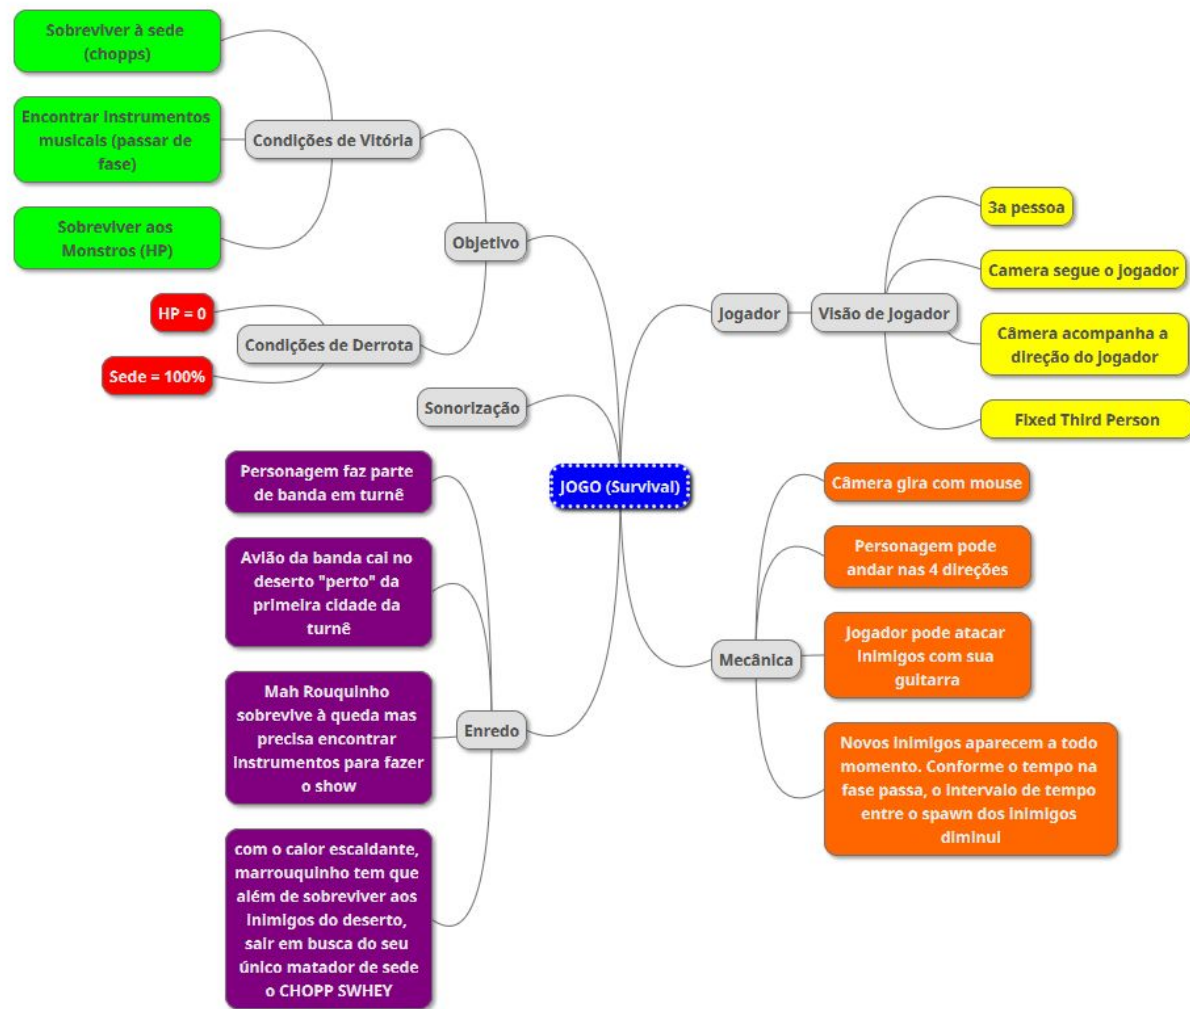 Sobreviver à sede
(chopps)
Encontrar Instrumentos
musicais (passar de
fase)
Sobreviver aos
Monstros (HP)
Condições de Vitória
Objetivo
HP = 0
Sede = 100%
Condições de Derrota
Sonorização
3a pessoa
Camera segue o jogador
Câmera acompanha a
direção do jogador
Fixed Third Person
Jogador
Visão de Jogador
JOGO (Survival)
Personagem faz parte
de banda em turnê
Avião da banda cai no
deserto "perto" da
primeira cidade da
turnê
Mah Rouquinho
sobrevive à queda mas
precisa encontrar
instrumentos para fazer
o show
com o calor escaldante,
marrouquinho tem que
além de sobreviver aos
inimigos do deserto,
sair em busca do seu
único matador de sede
o CHOPP SWHEY
Enredo
Mecânica
Câmera gira com mouse
Personagem pode
andar nas 4 direções
Jogador pode atacar
inimigos com sua
guitarra
Novos inimigos aparecem a todo
momento. Conforme o tempo na
fase passa, o intervalo de tempo
entre o spawn dos inimigos
diminui